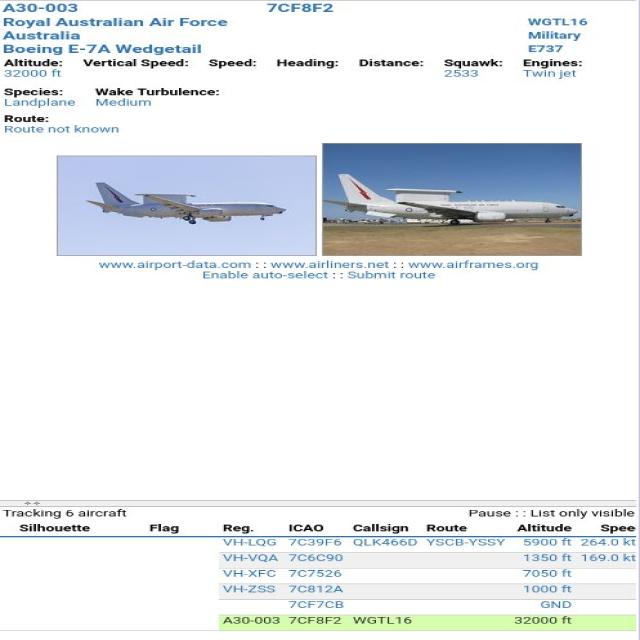 A30-003 7CF8F2
Royal Australian Air Force WGTL16
Australia Military
Boeing E-7A Wedgetail E737
Altitude: Vertical Speed: Speed: Heading: Distance: Squawk: Engines:
32000 ft 2533 Twin jet
Species: Wake Turbulence:
Landplane Medium
Route:
Route not known
www.airport-data.com : : www.airliners.net : : www.airframes.org
Enable auto-select : : Submit route
Tracking 6 aircraft Pause : : List only visible
Silhouette Flag Reg. ICAO Callsign Route Altitude Spee
VH-LQG 7C39F6 QLK466D YSCB-YSSY 5900 ft 264.0 kt
VH-VQA 7C6C90 1350 ft 169.0 kt
VH-XFC 7C7526 7050 ft
VH-ZSS 7C812A 1000 ft
7CF7CB GND
A30-003 7CF8F2 WGTL16 32000 ft